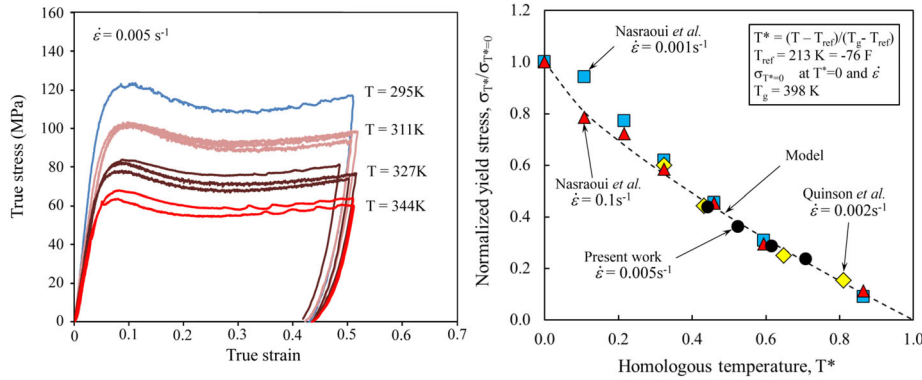 ε̇ = 0.005 s⁻¹
T = 295K
T = 311K
T = 327K
T = 344K
True stress (MPa)
160
140
120
100
80
60
40
20
0
0 0.1 0.2 0.3 0.4 0.5 0.6 0.7
True strain
Normalized yield stress, σT*/σT*=0
1.2
1.0
0.8
0.6
0.4
0.2
0.0
0.0 0.2 0.4 0.6 0.8 1.0
Homologous temperature, T*
Nasraoui et al.
ε̇ = 0.001s⁻¹
T* = (T – Tref)/(Tg- Tref)
Tref = 213 K = -76 F
σT*=0 at T*=0 and ε̇
Tg = 398 K
Model
Nasraoui et al.
ε̇ = 0.1s⁻¹
Quinson et al.
ε̇ = 0.002s⁻¹
Present work
ε̇ = 0.005s⁻¹